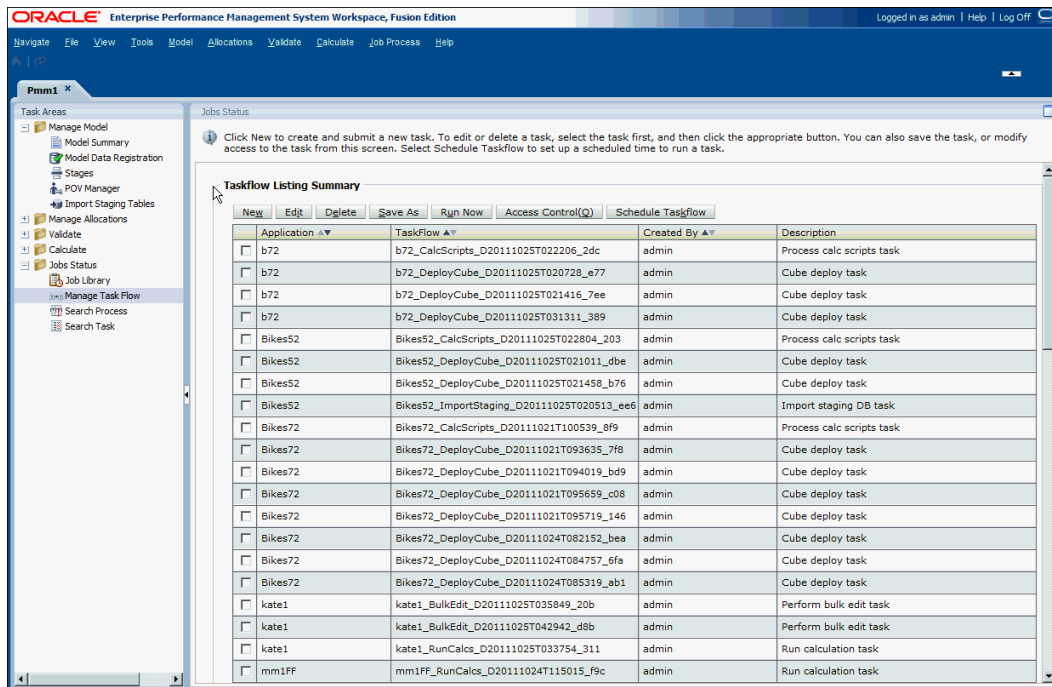 ORACLE Enterprise Performance Management System Workspace, Fusion Edition
Logged in as admin | Help | Log Off
Navigate File View Tools Model Allocations Validate Calculate Job Process Help
Pmm1 ×
Task Areas
Manage Model
Model Summary
Model Data Registration
Stages
POV Manager
Import Staging Tables
Manage Allocations
Validate
Calculate
Jobs Status
Job Library
Manage Task Flow
Search Process
Search Task
Jobs Status
Click New to create and submit a new task. To edit or delete a task, select the task first, and then click the appropriate button. You can also save the task, or modify
access to the task from this screen. Select Schedule Taskflow to set up a scheduled time to run a task.
Taskflow Listing Summary
New Edit Delete Save As Run Now Access Control(Q) Schedule Taskflow
Application TaskFlow Created By Description
b72 b72_CalcScripts_D20111025T022206_2dc admin Process calc scripts task
b72 b72_DeployCube_D20111025T020728_e77 admin Cube deploy task
b72 b72_DeployCube_D20111025T021416_7ee admin Cube deploy task
b72 b72_DeployCube_D20111025T031311_389 admin Cube deploy task
Bikes52 Bikes52_CalcScripts_D20111025T022804_203 admin Process calc scripts task
Bikes52 Bikes52_DeployCube_D20111025T021011_dbe admin Cube deploy task
Bikes52 Bikes52_DeployCube_D20111025T021458_b76 admin Cube deploy task
Bikes52 Bikes52_ImportStaging_D20111025T020513_ee6 admin Import staging DB task
Bikes72 Bikes72_CalcScripts_D20111021T100539_8f9 admin Process calc scripts task
Bikes72 Bikes72_DeployCube_D20111021T093635_7f8 admin Cube deploy task
Bikes72 Bikes72_DeployCube_D20111021T094019_bd9 admin Cube deploy task
Bikes72 Bikes72_DeployCube_D20111021T095659_c08 admin Cube deploy task
Bikes72 Bikes72_DeployCube_D20111021T095719_146 admin Cube deploy task
Bikes72 Bikes72_DeployCube_D20111024T082152_bea admin Cube deploy task
Bikes72 Bikes72_DeployCube_D20111024T084757_6fa admin Cube deploy task
Bikes72 Bikes72_DeployCube_D20111024T085319_ab1 admin Cube deploy task
kate1 kate1_BulkEdit_D20111025T035849_20b admin Perform bulk edit task
kate1 kate1_BulkEdit_D20111025T042942_d8b admin Perform bulk edit task
kate1 kate1_RunCalcs_D20111025T033754_311 admin Run calculation task
mm1FF mm1FF_RunCalcs_D20111024T115015_f9c admin Run calculation task